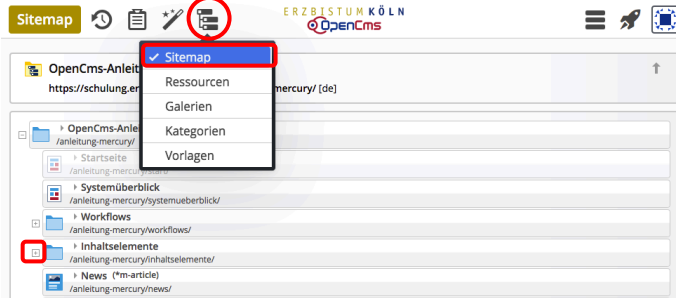 Sitemap
ERZBISTUM KÖLN
OpenCms
Sitemap
Ressourcen
Galerien
Kategorien
Vorlagen
OpenCms-Anleit
https://schulung.er
mercury/ [de]
OpenCms-Anlei
/anleitung-mercury/
Startseite
/anleitung-mercury/start/
Systemüberblick
/anleitung-mercury/systemueberblick/
Workflows
/anleitung-mercury/workflows/
Inhaltselemente
/anleitung-mercury/inhaltselemente/
News (*m-article)
/anleitung-mercury/news/